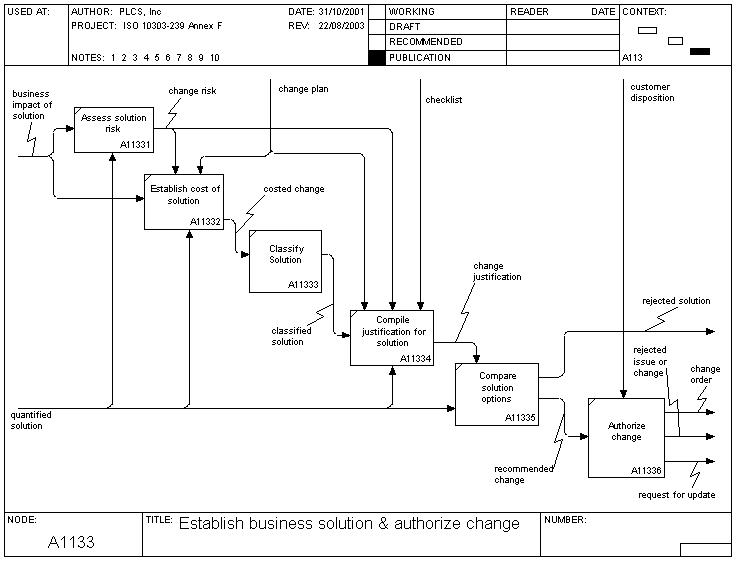 USED AT:
AUTHOR: PLCS, Inc
DATE: 31/10/2001
PROJECT: ISO 10303-239 Annex F
REV: 22/08/2003
NOTES: 1 2 3 4 5 6 7 8 9 10
WORKING
DRAFT
RECOMMENDED
PUBLICATION
READER
DATE
CONTEXT:
A113
business
impact of
solution
change risk
change plan
checklist
customer
disposition
Assess solution
risk
A11331
Establish cost of
solution
A11332
costed change
Classify
Solution
A11333
classified
solution
Compile
justification for
solution
A11334
change
justification
Compare
solution
options
A11335
rejected solution
rejected
issue or
change
change
order
Authorize
change
A11336
recommended
change
request for update
quantified
solution
NODE:
A1133
TITLE:
Establish business solution & authorize change
NUMBER: